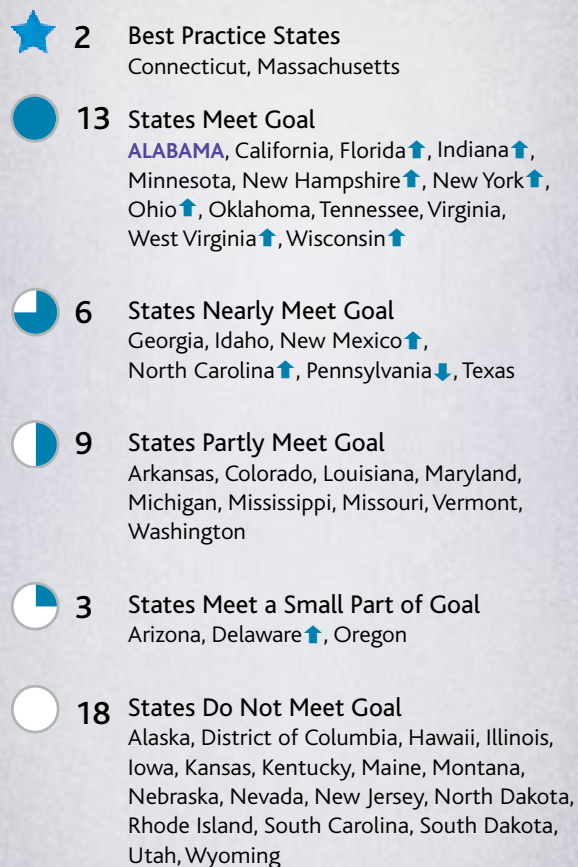 2 Best Practice States
Connecticut, Massachusetts
13 States Meet Goal
ALABAMA, California, Florida⬆, Indiana⬆,
Minnesota, New Hampshire⬆, New York⬆,
Ohio⬆, Oklahoma, Tennessee, Virginia,
West Virginia⬆, Wisconsin⬆
6 States Nearly Meet Goal
Georgia, Idaho, New Mexico⬆,
North Carolina⬆, Pennsylvania⬇, Texas
9 States Partly Meet Goal
Arkansas, Colorado, Louisiana, Maryland,
Michigan, Mississippi, Missouri, Vermont,
Washington
3 States Meet a Small Part of Goal
Arizona, Delaware⬆, Oregon
18 States Do Not Meet Goal
Alaska, District of Columbia, Hawaii, Illinois,
Iowa, Kansas, Kentucky, Maine, Montana,
Nebraska, Nevada, New Jersey, North Dakota,
Rhode Island, South Carolina, South Dakota,
Utah, Wyoming